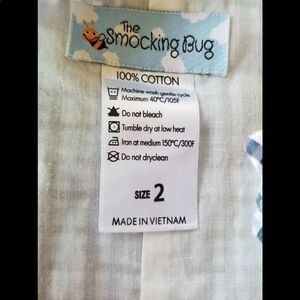 The
Smocking Bug
100% COTTON
Machine wash gentle cycle
Maximum 40°C/105F
Do not bleach
Tumble dry at low heat
Iron at medium 150°C/300F
Do not dryclean
SIZE 2
MADE IN VIETNAM